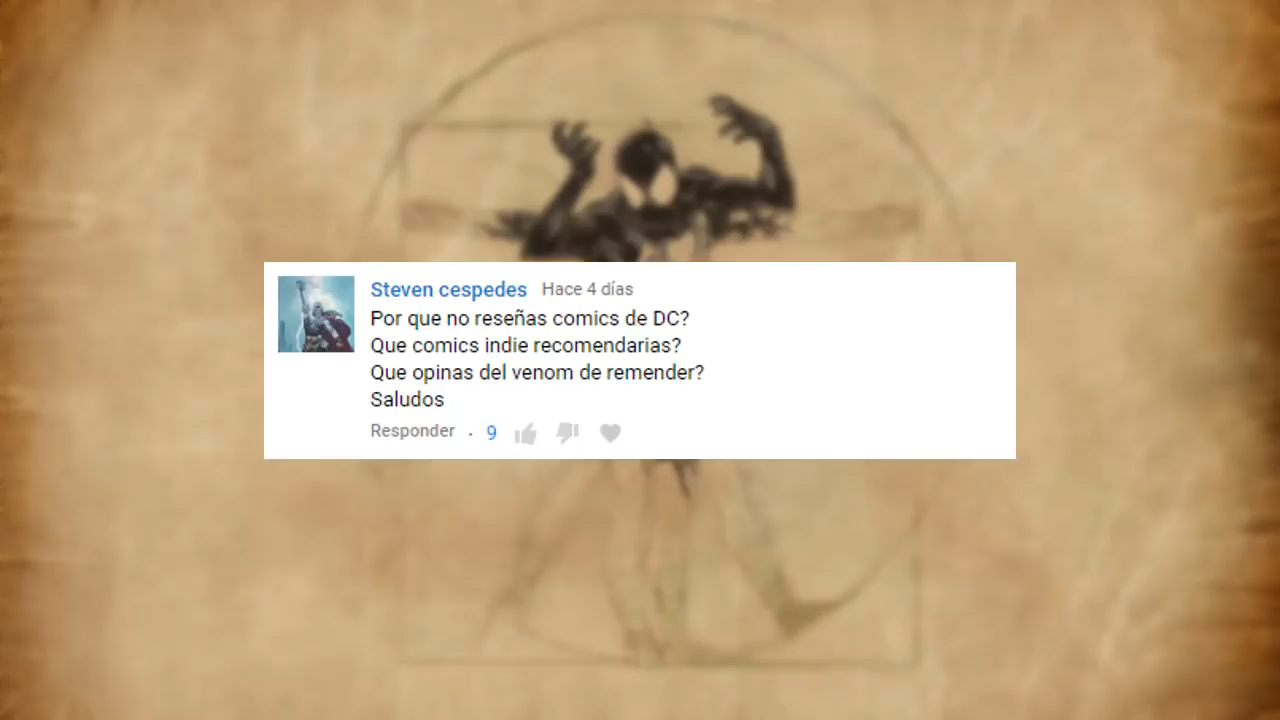 Steven cespedes Hace 4 días
Por que no reseñas comics de DC?
Que comics indie recomendarias?
Que opinas del venom de remender?
Saludos
Responder . 9